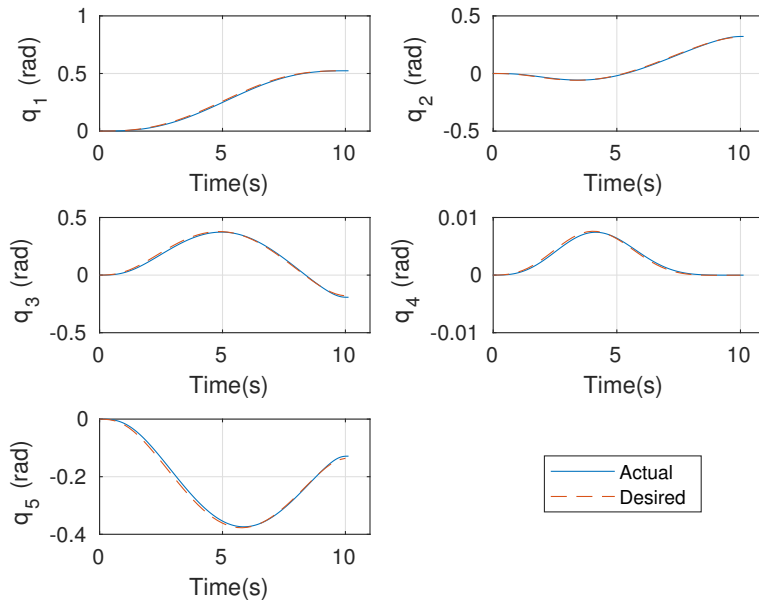 1
0.5
0
q1 (rad)
0 5 10
Time(s)
0.5
0
-0.5
q2 (rad)
0 5 10
Time(s)
0.5
0
-0.5
q3 (rad)
0 5 10
Time(s)
0.01
0
-0.01
q4 (rad)
0 5 10
Time(s)
0
-0.2
-0.4
q5 (rad)
0 5 10
Time(s)
Actual
Desired